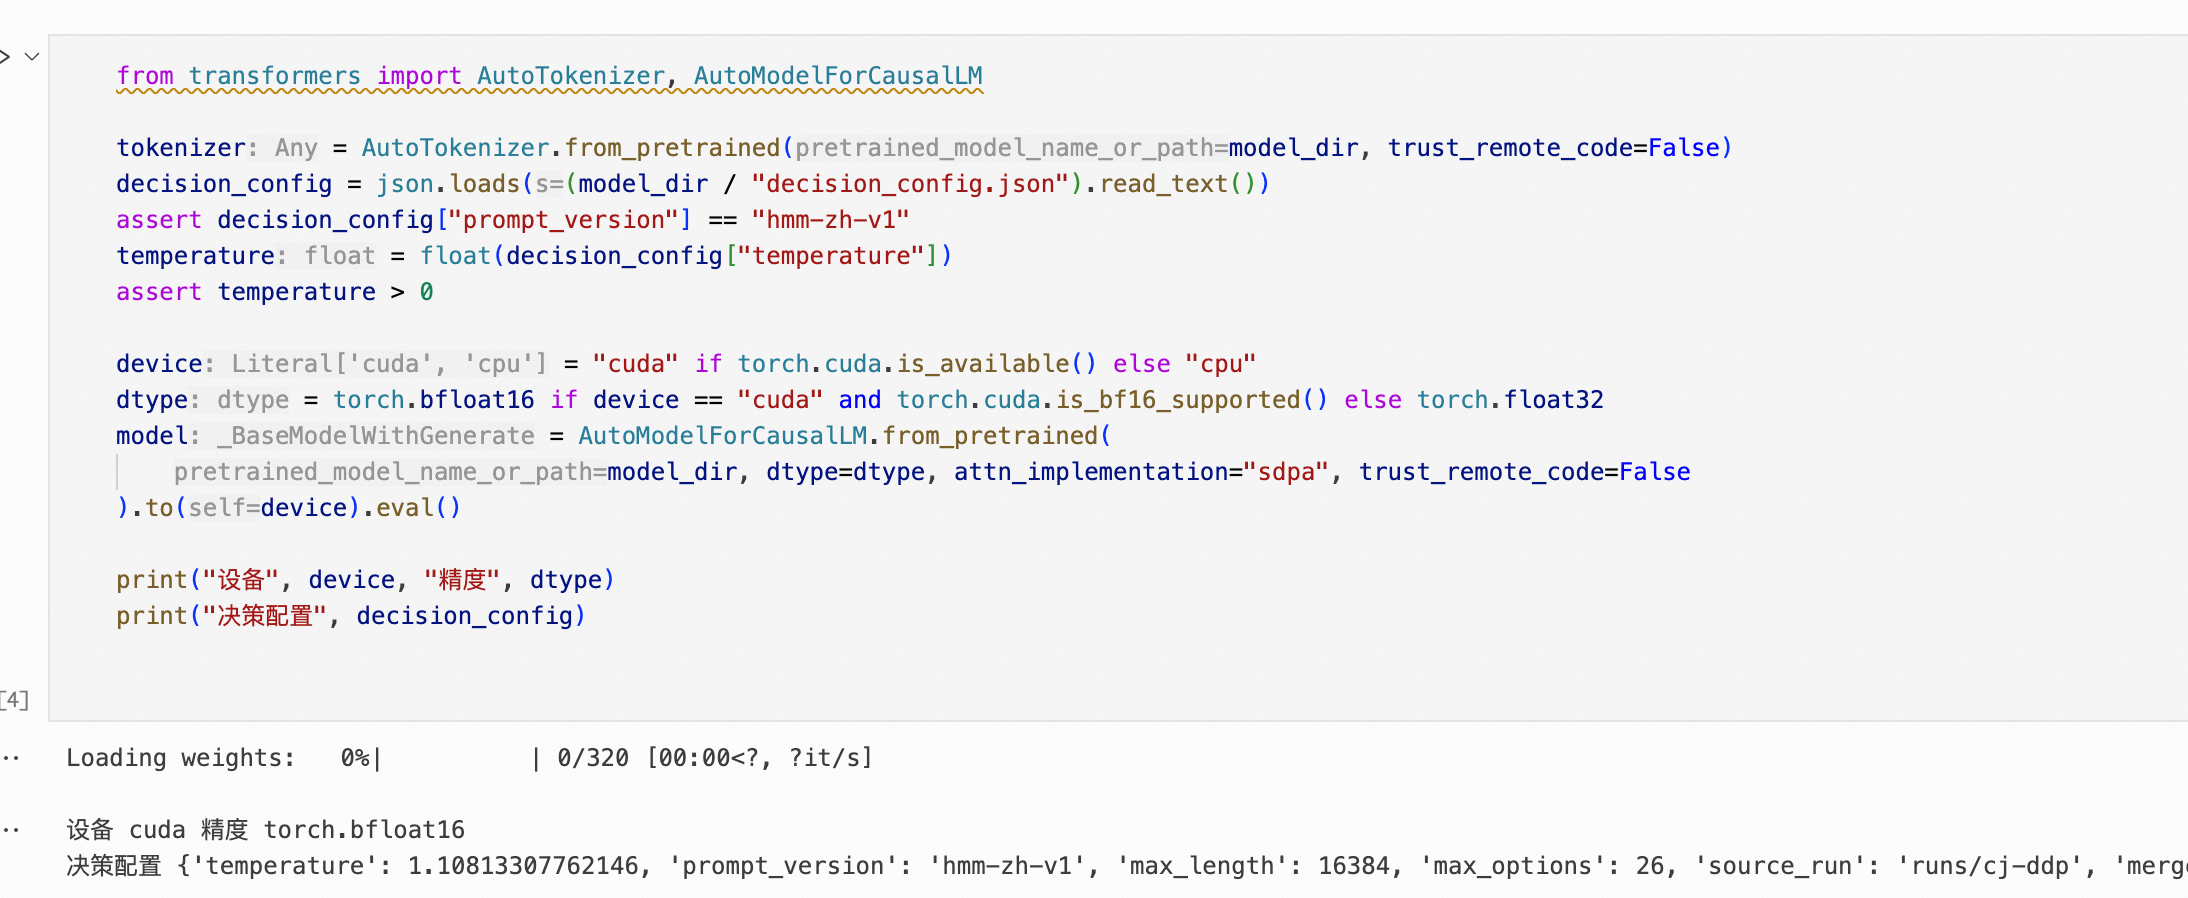 from transformers import AutoTokenizer, AutoModelForCausalLM
tokenizer: Any = AutoTokenizer.from_pretrained(pretrained_model_name_or_path=model_dir, trust_remote_code=False)
decision_config = json.loads(s=(model_dir / "decision_config.json").read_text())
assert decision_config["prompt_version"] == "hmm-zh-v1"
temperature: float = float(decision_config["temperature"])
assert temperature > 0
device: Literal['cuda', 'cpu'] = "cuda" if torch.cuda.is_available() else "cpu"
dtype: dtype = torch.bfloat16 if device == "cuda" and torch.cuda.is_bf16_supported() else torch.float32
model: _BaseModelWithGenerate = AutoModelForCausalLM.from_pretrained(
pretrained_model_name_or_path=model_dir, dtype=dtype, attn_implementation="sdpa", trust_remote_code=False
).to(self=device).eval()
print("设备", device, "精度", dtype)
print("决策配置", decision_config)
[4]
Loading weights:   0%|          | 0/320 [00:00<?, ?it/s]
设备 cuda 精度 torch.bfloat16
决策配置 {'temperature': 1.10813307762146, 'prompt_version': 'hmm-zh-v1', 'max_length': 16384, 'max_options': 26, 'source_run': 'runs/cj-ddp', 'merg